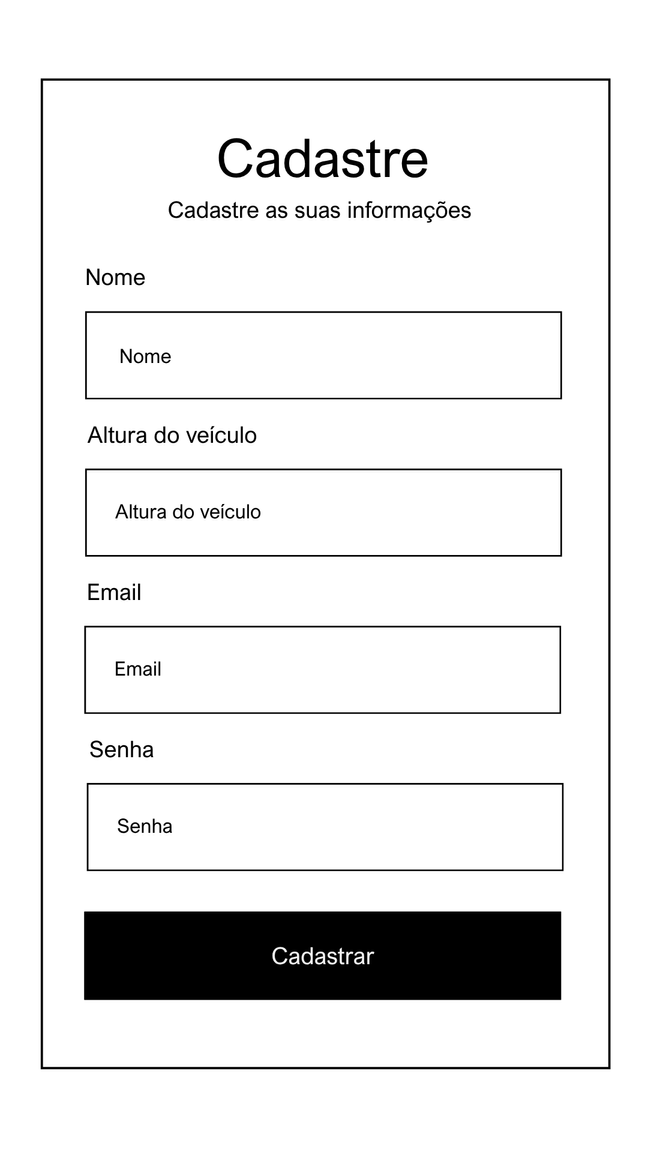 Cadastre
Cadastre as suas informações
Nome
Nome
Altura do veículo
Altura do veículo
Email
Email
Senha
Senha
Cadastrar